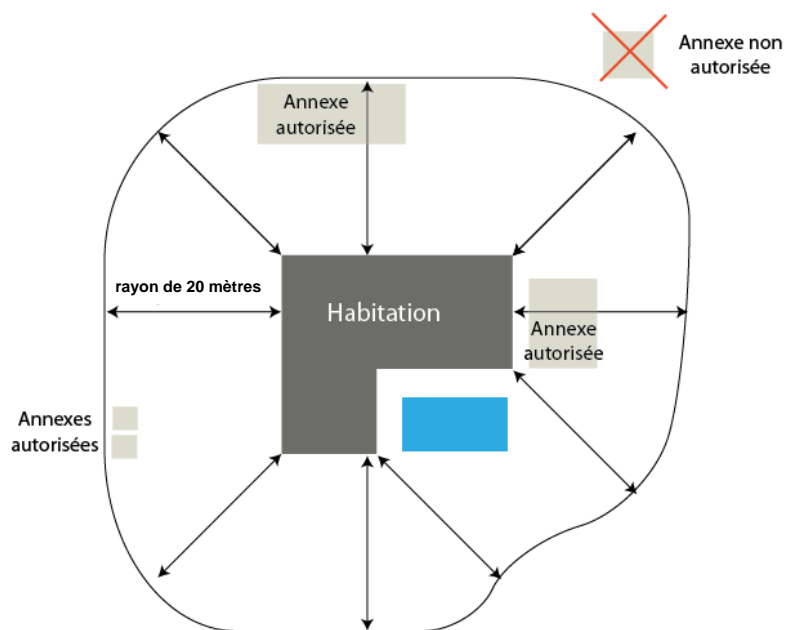 Annexe non
autorisée
Annexe
autorisée
rayon de 20 mètres
Habitation
Annexe
autorisée
Annexes
autorisées